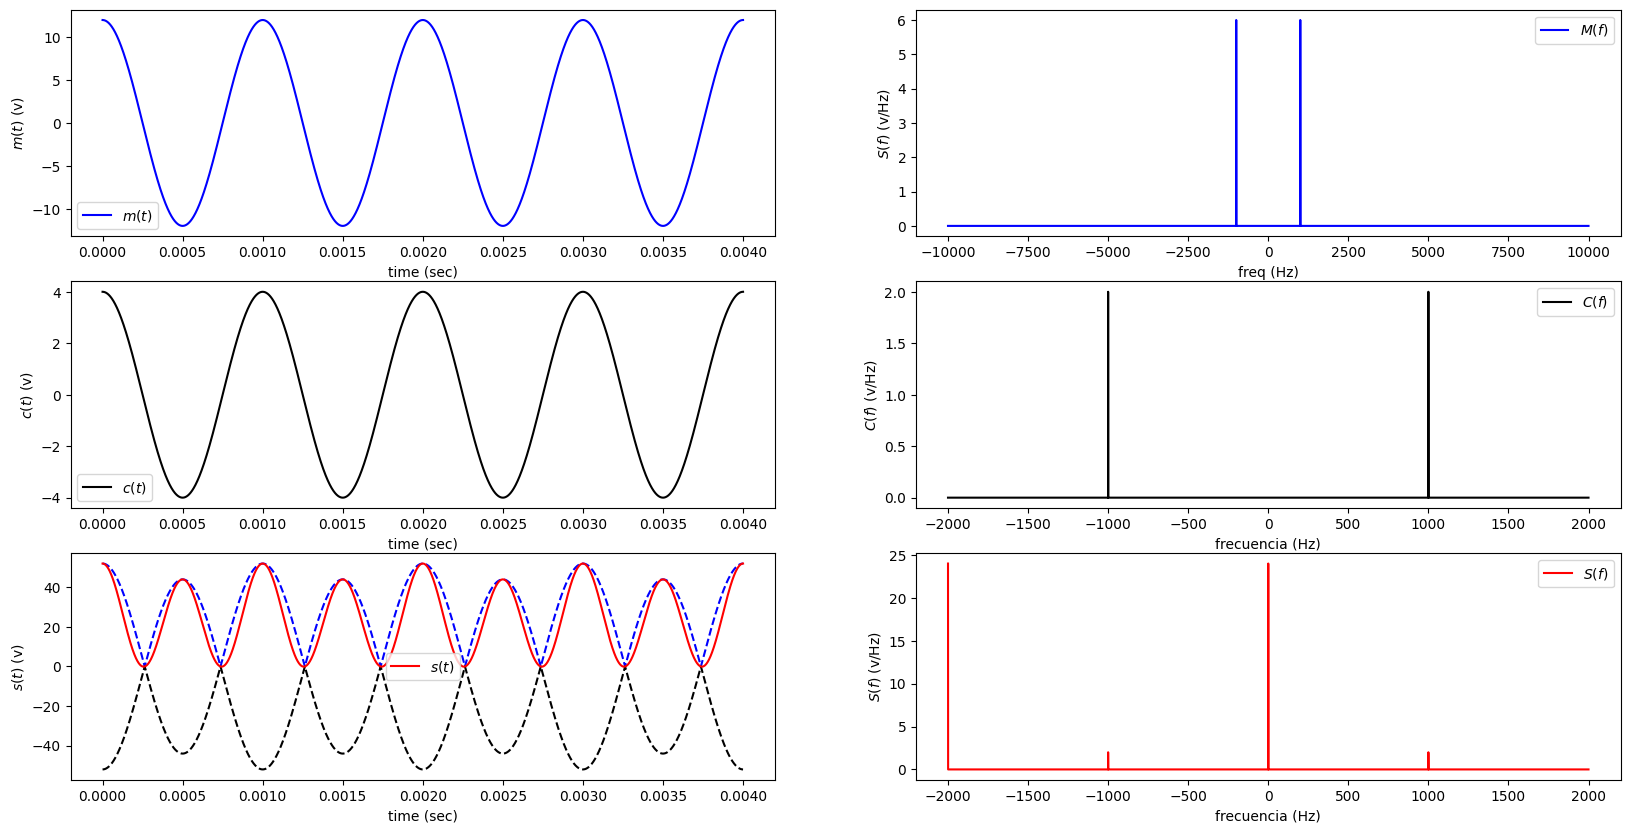 10
5
0
−5
−10
m(t) (v)
m(t)
0.0000 0.0005 0.0010 0.0015 0.0020 0.0025 0.0030 0.0035 0.0040
time (sec)
6
5
4
3
2
1
0
S(f) (v/Hz)
M(f)
−10000 −7500 −5000 −2500 0 2500 5000 7500 10000
freq (Hz)
4
2
0
−2
−4
c(t) (v)
c(t)
0.0000 0.0005 0.0010 0.0015 0.0020 0.0025 0.0030 0.0035 0.0040
time (sec)
2.0
1.5
1.0
0.5
0.0
C(f) (v/Hz)
C(f)
−2000 −1500 −1000 −500 0 500 1000 1500 2000
frecuencia (Hz)
40
20
0
−20
−40
s(t) (v)
s(t)
0.0000 0.0005 0.0010 0.0015 0.0020 0.0025 0.0030 0.0035 0.0040
time (sec)
25
20
15
10
5
0
S(f) (v/Hz)
S(f)
−2000 −1500 −1000 −500 0 500 1000 1500 2000
frecuencia (Hz)